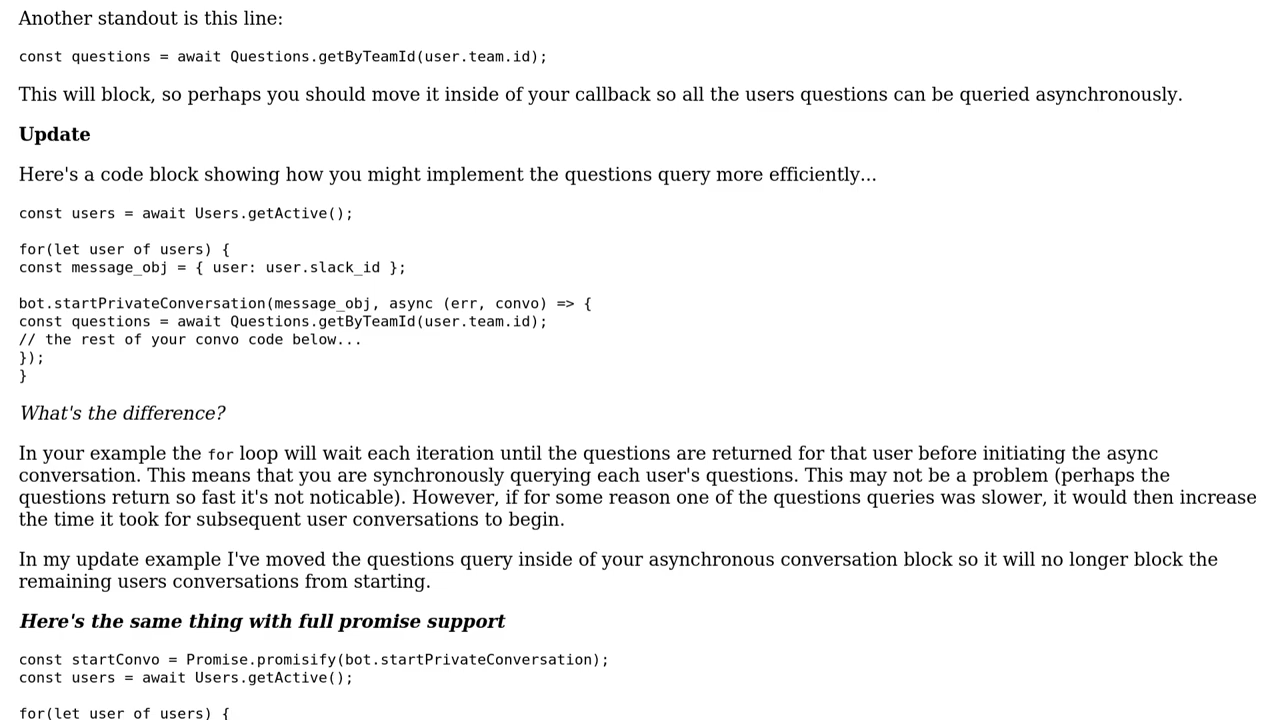 Another standout is this line:
const questions = await Questions.getByTeamId(user.team.id);
This will block, so perhaps you should move it inside of your callback so all the users questions can be queried asynchronously.
Update
Here's a code block showing how you might implement the questions query more efficiently...
const users = await Users.getActive();
for(let user of users) {
const message_obj = { user: user.slack_id };
bot.startPrivateConversation(message_obj, async (err, convo) => {
const questions = await Questions.getByTeamId(user.team.id);
// the rest of your convo code below...
});
}
What's the difference?
In your example the for loop will wait each iteration until the questions are returned for that user before initiating the async
conversation. This means that you are synchronously querying each user's questions. This may not be a problem (perhaps the
questions return so fast it's not noticable). However, if for some reason one of the questions queries was slower, it would then increase
the time it took for subsequent user conversations to begin.
In my update example I've moved the questions query inside of your asynchronous conversation block so it will no longer block the
remaining users conversations from starting.
Here's the same thing with full promise support
const startConvo = Promise.promisify(bot.startPrivateConversation);
const users = await Users.getActive();
for(let user of users) {